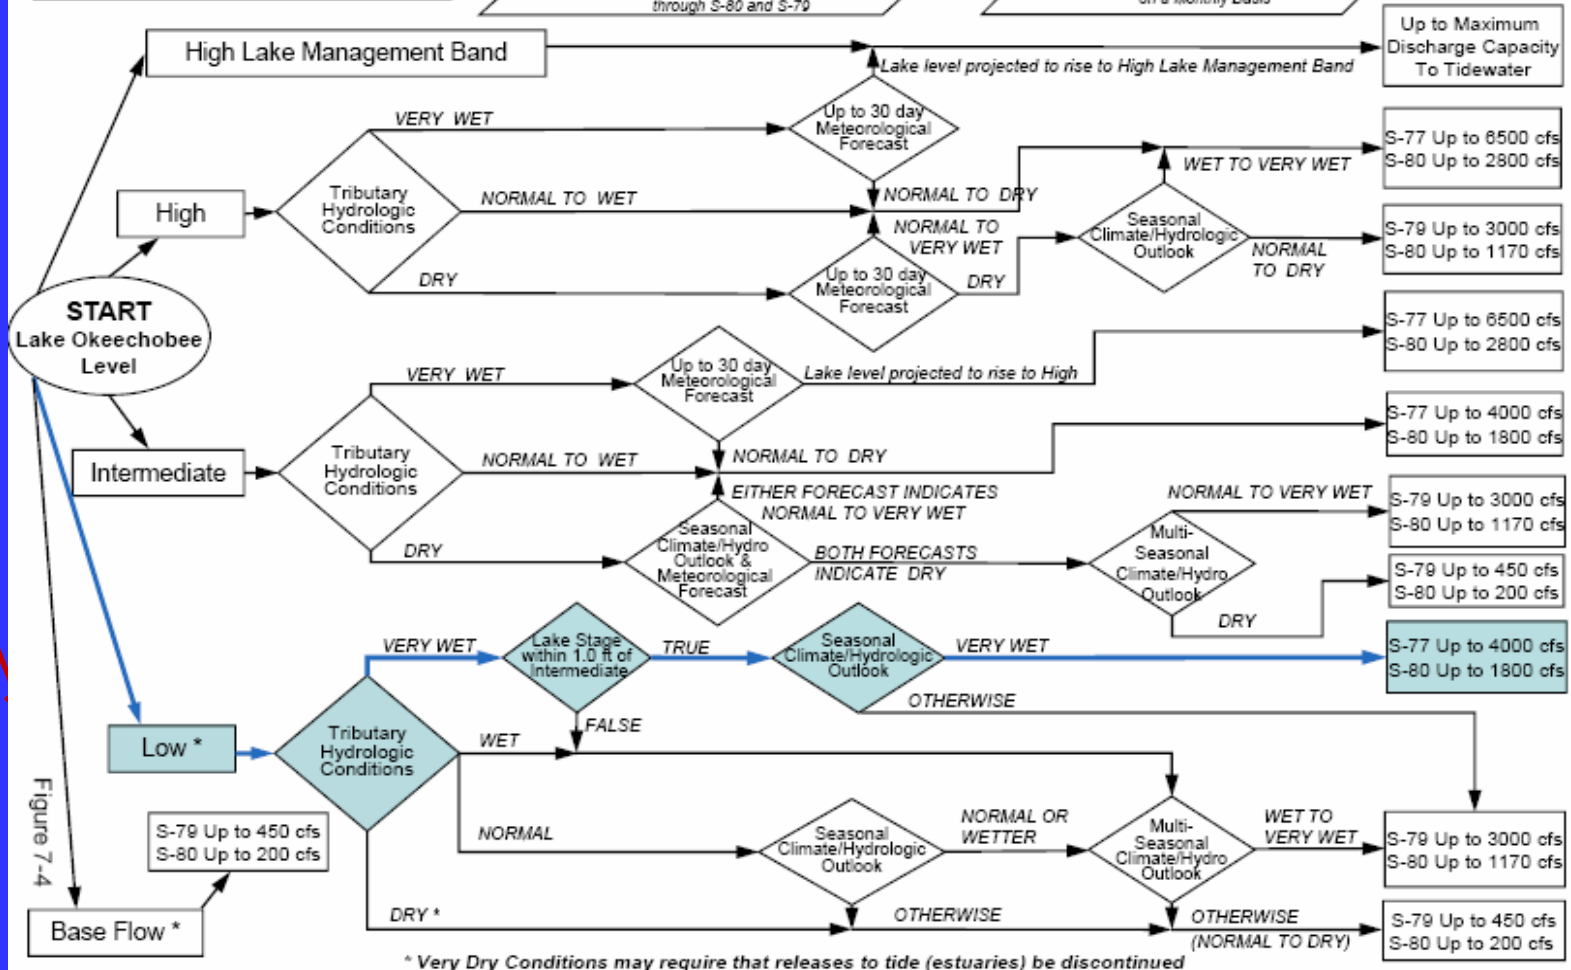 through S-80 and S-79
on a Monthly Basis
High Lake Management Band
Lake level projected to rise to High Lake Management Band
Up to Maximum
Discharge Capacity
To Tidewater
VERY WET
Up to 30 day
Meteorological
Forecast
S-77 Up to 6500 cfs
S-80 Up to 2800 cfs
WET TO VERY WET
High
Tributary
Hydrologic
Conditions
NORMAL TO WET
NORMAL TO DRY
NORMAL TO
VERY WET
Seasonal
Climate/Hydrologic
Outlook
NORMAL
TO DRY
S-79 Up to 3000 cfs
S-80 Up to 1170 cfs
DRY
Up to 30 day
Meteorological
Forecast
DRY
START
Lake Okeechobee
Level
S-77 Up to 6500 cfs
S-80 Up to 2800 cfs
VERY WET
Up to 30 day
Meteorological
Forecast
Lake level projected to rise to High
S-77 Up to 4000 cfs
S-80 Up to 1800 cfs
Intermediate
Tributary
Hydrologic
Conditions
NORMAL TO WET
NORMAL TO DRY
EITHER FORECAST INDICATES
NORMAL TO VERY WET
NORMAL TO VERY WET
S-79 Up to 3000 cfs
S-80 Up to 1170 cfs
DRY
Seasonal
Climate/Hydro
Outlook &
Meteorological
Forecast
BOTH FORECASTS
INDICATE DRY
Multi-
Seasonal
Climate/Hydro
Outlook
S-79 Up to 450 cfs
S-80 Up to 200 cfs
DRY
VERY WET
Lake Stage
within 1.0 ft of
Intermediate
TRUE
Seasonal
Climate/Hydrologic
Outlook
VERY WET
S-77 Up to 4000 cfs
S-80 Up to 1800 cfs
OTHERWISE
FALSE
Low *
Tributary
Hydrologic
Conditions
WET
NORMAL
Seasonal
Climate/Hydrologic
Outlook
NORMAL OR
WETTER
Multi-
Seasonal
Climate/Hydro
Outlook
WET TO
VERY WET
S-79 Up to 3000 cfs
S-80 Up to 1170 cfs
Figure 7-4
S-79 Up to 450 cfs
S-80 Up to 200 cfs
Base Flow *
DRY *
OTHERWISE
OTHERWISE
(NORMAL TO DRY)
S-79 Up to 450 cfs
S-80 Up to 200 cfs
* Very Dry Conditions may require that releases to tide (estuaries) be discontinued